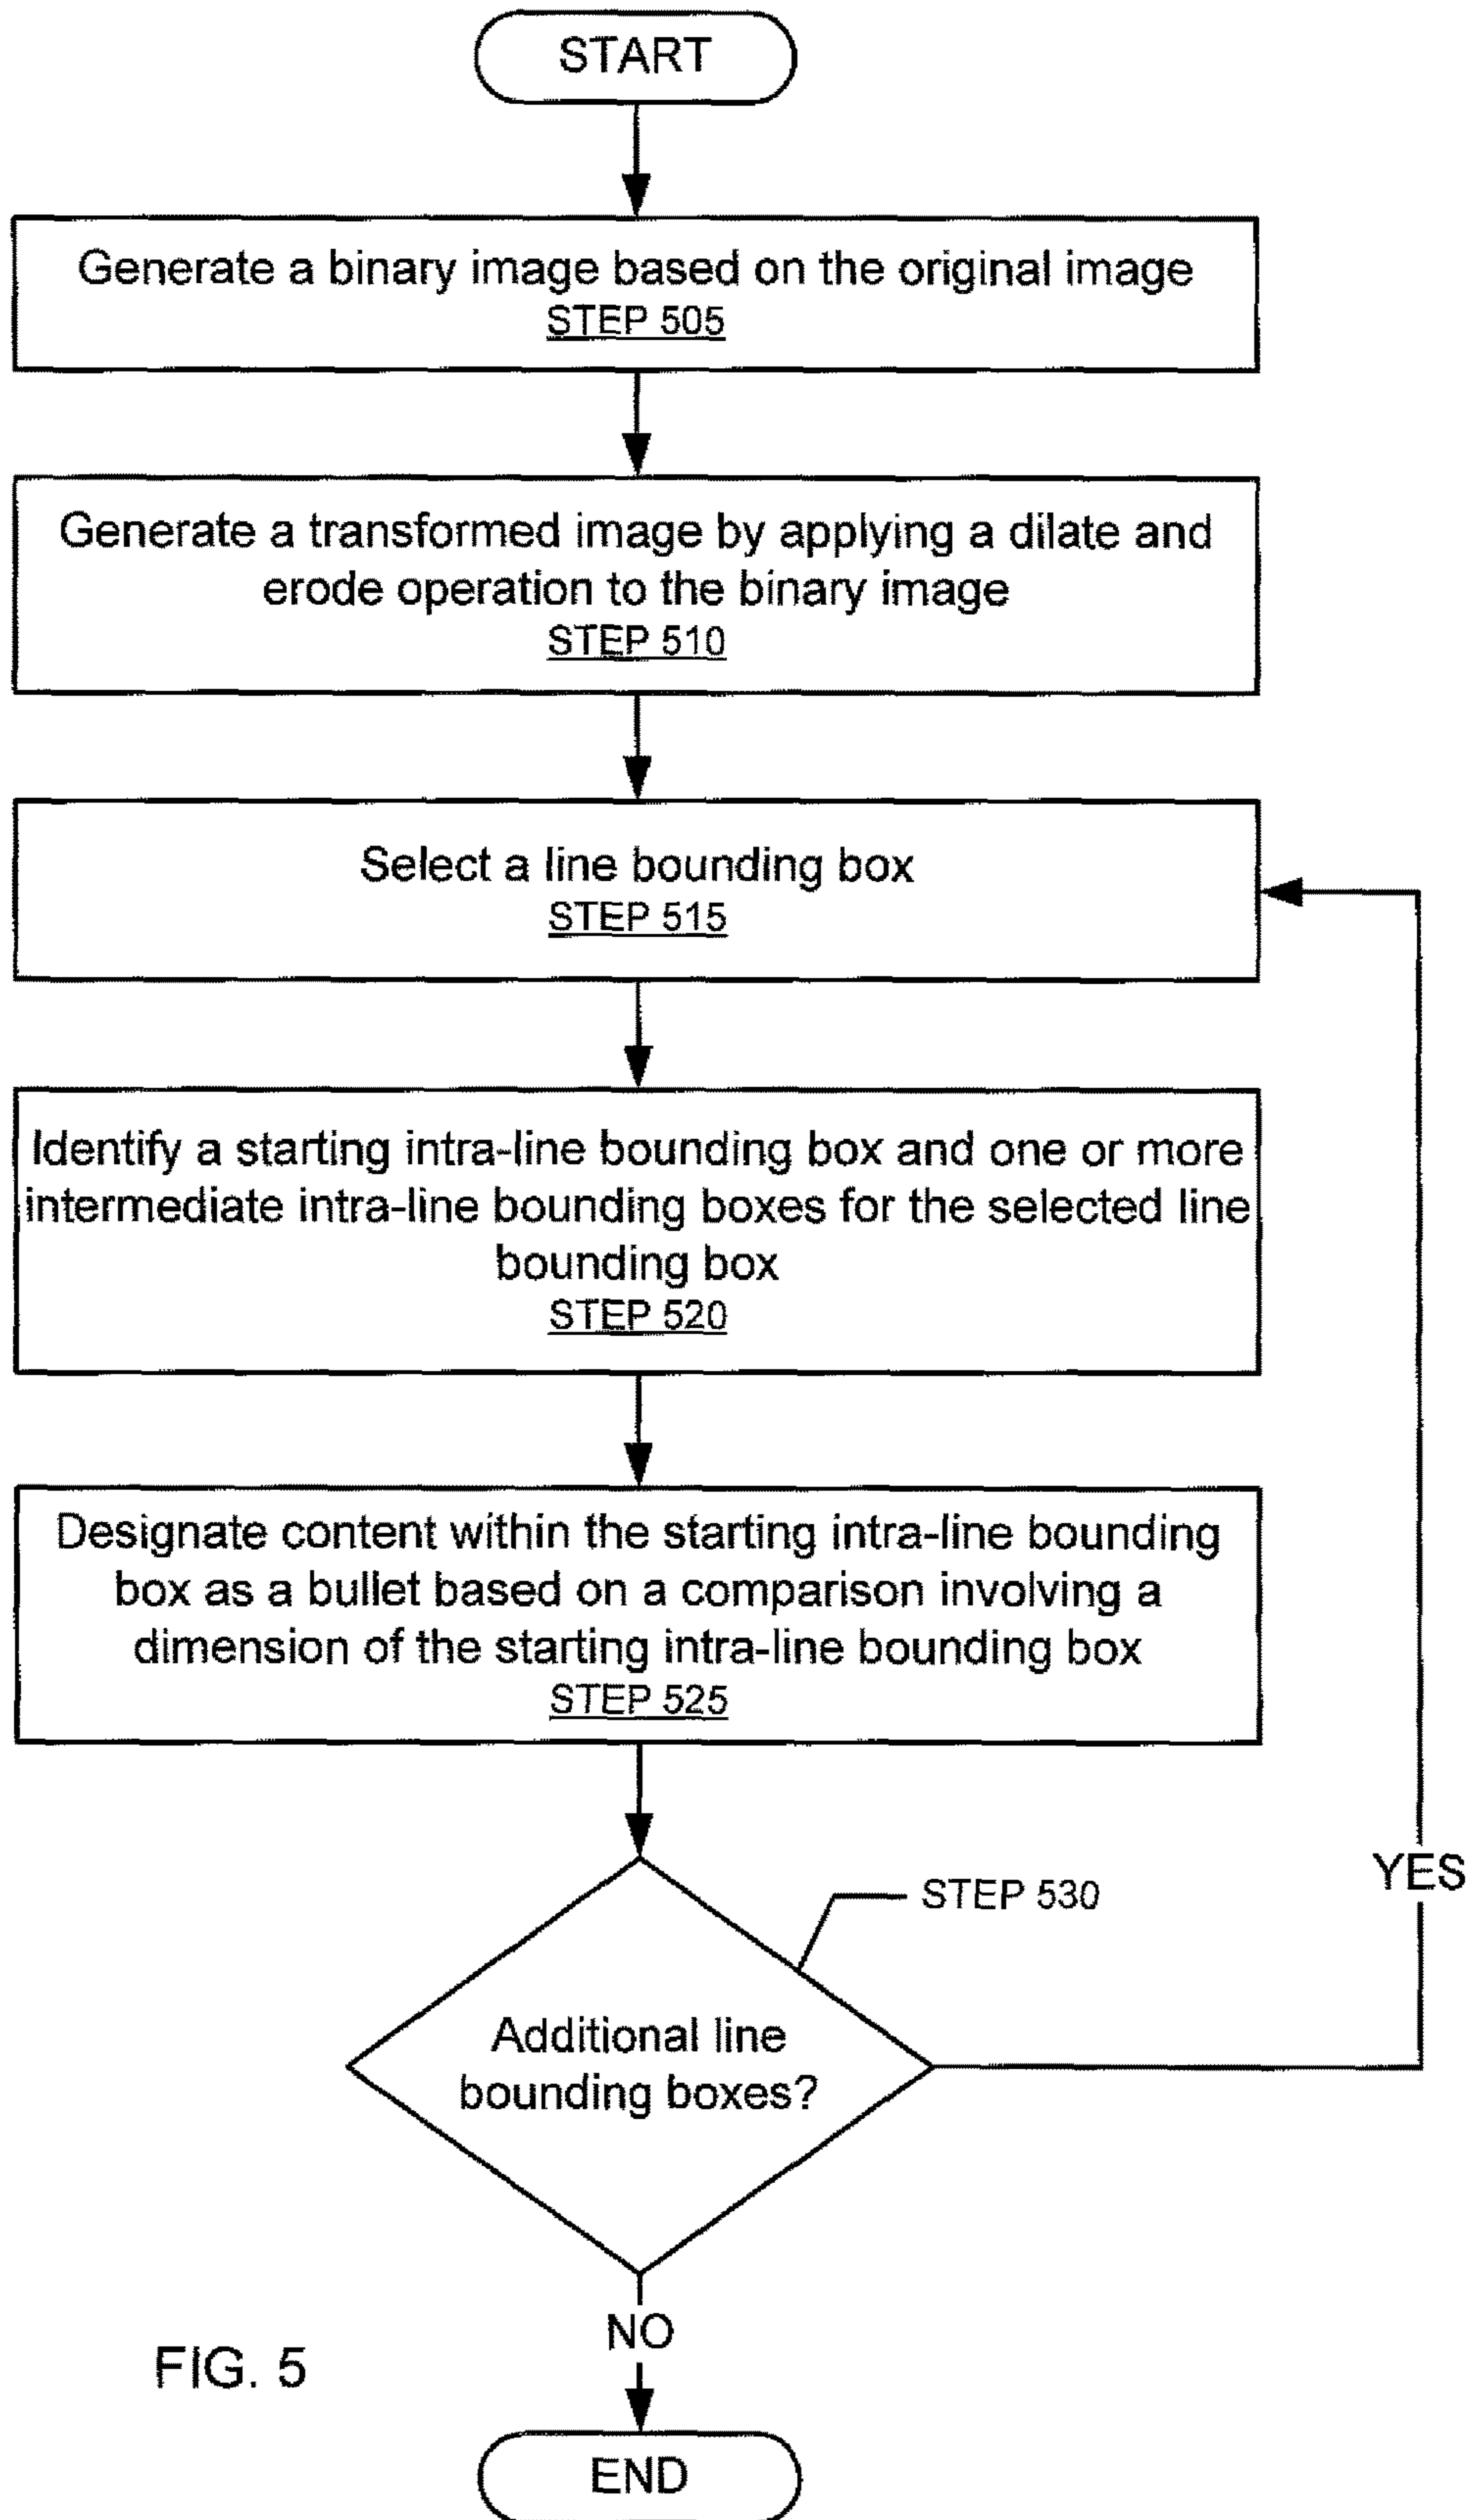 START
Generate a binary image based on the original image
STEP 505
Generate a transformed image by applying a dilate and
erode operation to the binary image
STEP 510
Select a line bounding box
STEP 515
Identify a starting intra-line bounding box and one or more
intermediate intra-line bounding boxes for the selected line
bounding box
STEP 520
Designate content within the starting intra-line bounding
box as a bullet based on a comparison involving a
dimension of the starting intra-line bounding box
STEP 525
YES
STEP 530
Additional line
bounding boxes?
NO
FIG. 5
END